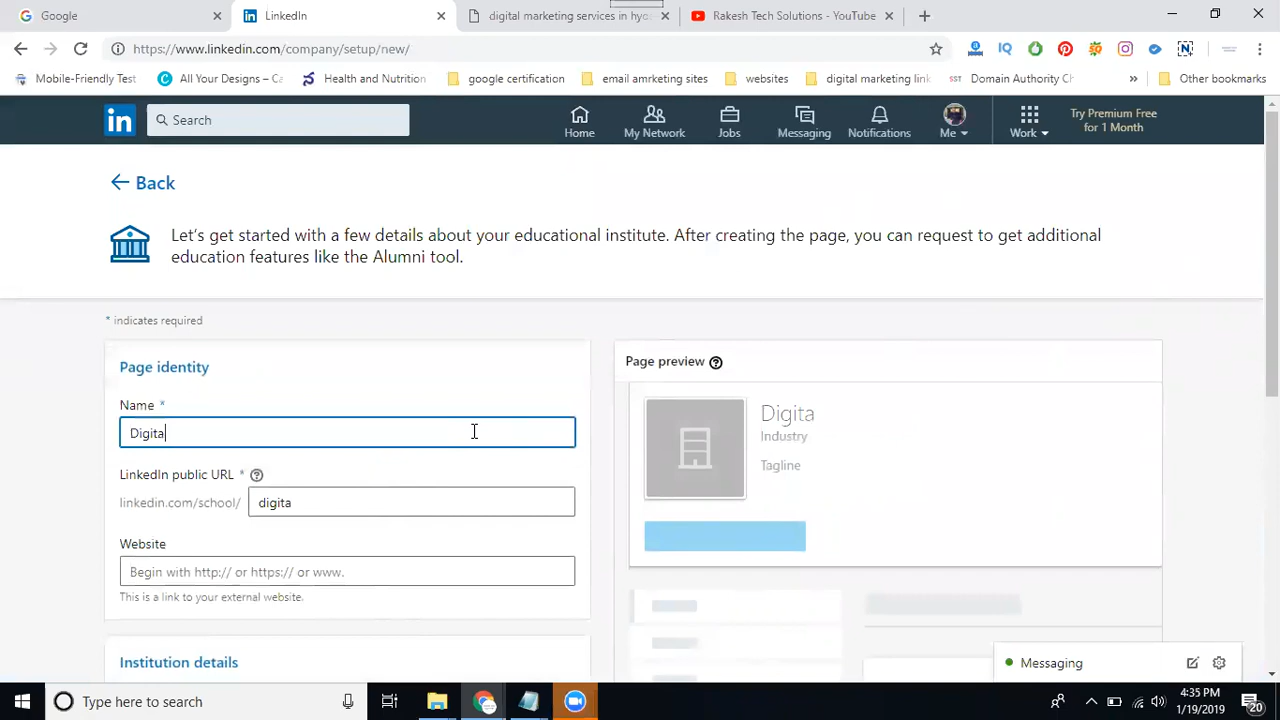 Google
LinkedIn
digital marketing services in hyd
Rakesh Tech Solutions - YouTube
https://www.linkedin.com/company/setup/new/
Mobile-Friendly Test
All Your Designs – Ca
Health and Nutrition
google certification
email amrketing sites
websites
digital marketing link
Domain Authority Ch
Other bookmarks
Search
Home
My Network
Jobs
Messaging
Notifications
Me
Work
Try Premium Free
for 1 Month
Back
Let's get started with a few details about your educational institute. After creating the page, you can request to get additional
education features like the Alumni tool.
* indicates required
Page identity
Name *
Digita
LinkedIn public URL *
linkedin.com/school/ digita
Website
Begin with http:// or https:// or www.
This is a link to your external website.
Institution details
Page preview
Digita
Industry
Tagline
Messaging
Type here to search
4:35 PM
1/19/2019
20